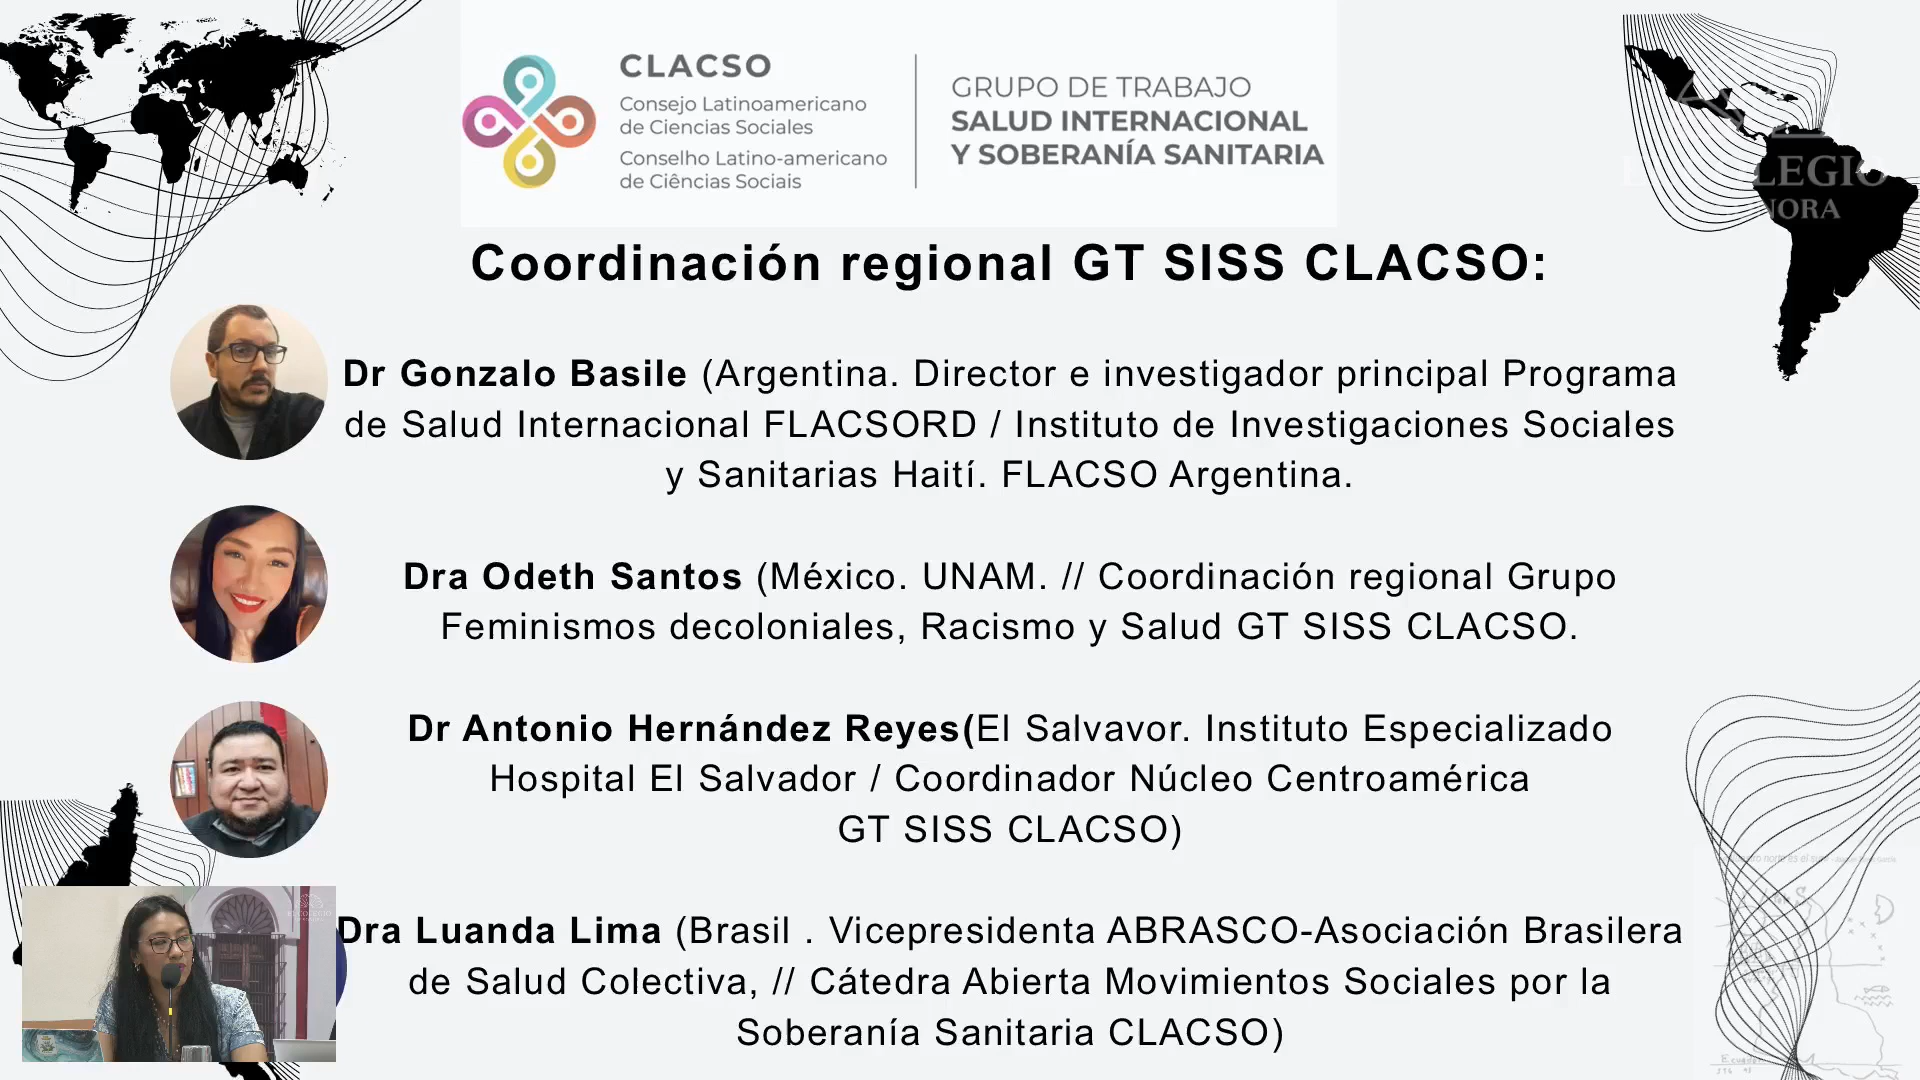 CLACSO
Consejo Latinoamericano
de Ciencias Sociales
Conselho Latino-americano
de Ciências Sociais
GRUPO DE TRABAJO
SALUD INTERNACIONAL
Y SOBERANÍA SANITARIA
Coordinación regional GT SISS CLACSO:
Dr Gonzalo Basile (Argentina. Director e investigador principal Programa
de Salud Internacional FLACSORD / Instituto de Investigaciones Sociales
y Sanitarias Haití. FLACSO Argentina.
Dra Odeth Santos (México. UNAM. // Coordinación regional Grupo
Feminismos decoloniales, Racismo y Salud GT SISS CLACSO.
Dr Antonio Hernández Reyes(El Salvavor. Instituto Especializado
Hospital El Salvador / Coordinador Núcleo Centroamérica
GT SISS CLACSO)
Dra Luanda Lima (Brasil . Vicepresidenta ABRASCO-Asociación Brasilera
de Salud Colectiva, // Cátedra Abierta Movimientos Sociales por la
Soberanía Sanitaria CLACSO)